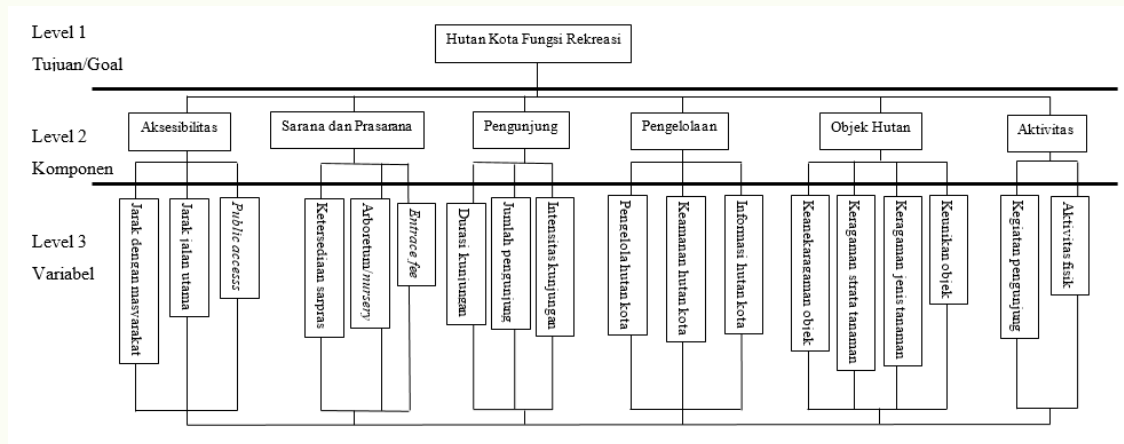 Level 1
Tujuan/Goal
Hutan Kota Fungsi Rekreasi
Level 2
Komponen
Aksesibilitas
Sarana dan Prasarana
Pengunjung
Pengelolaan
Objek Hutan
Aktivitas
Level 3
Variabel
Jarak dengan masyarakat
Jarak jalan utama
Public accesss
Ketersediaan sarpras
Arboretum/nursery
Entrace fee
Durasi kunjungan
Jumlah pengunjung
Intensitas kunjungan
Pengelola hutan kota
Keamanan hutan kota
Informasi hutan kota
Keanekaragaman objek
Keragaman strata tanaman
Keragaman jenis tanaman
Keunikan objek
Kegiatan pengunjung
Aktivitas fisik